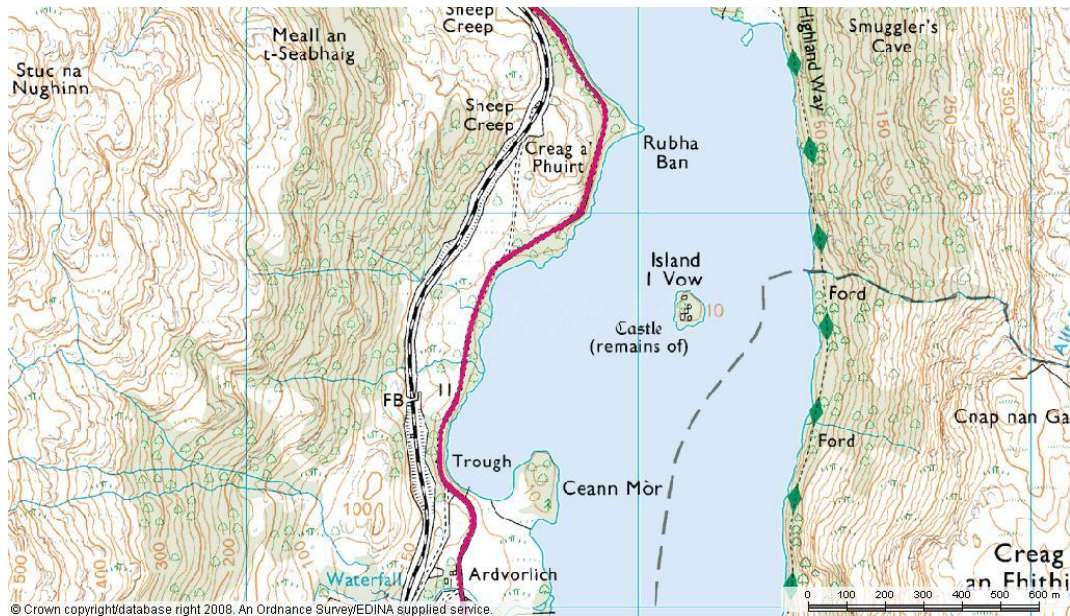 Sheep
Creep
Meall an
t-Seabhaig
Smuggler's
Cave
Highland Way
Stuc na
Nughinn
Sheep
Creep
Creag a'
Phuirt
Rubha
Ban
50
150
250
350
Island
I Vow
10
Castle
(remains of)
Ford
FB
Cnap nan Ga
Ford
Trough
Ceann Mòr
10
100
500
400
300
200
50
Waterfall
Ardvorlich
Creag
an Fhithi
0 100 200 300 400 500 600 m
© Crown copyright/database right 2008. An Ordnance Survey/EDINA supplied service.